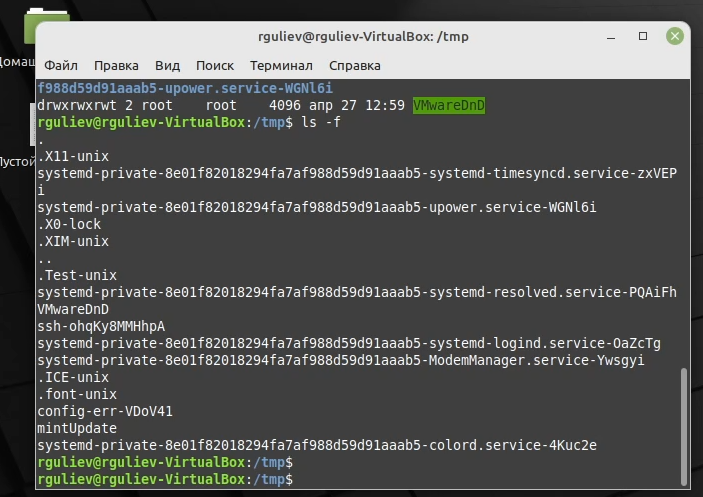 rguliev@rguliev-VirtualBox: /tmp
Файл Правка Вид Поиск Терминал Справка
f988d59d91aaab5-upower.service-WGNl6i
drwxrwxrwt 2 root    root    4096 апр 27 12:59 VMwareDnD
rguliev@rguliev-VirtualBox:/tmp$ ls -f
.
.X11-unix
systemd-private-8e01f82018294fa7af988d59d91aaab5-systemd-timesyncd.service-zxVEP
i
systemd-private-8e01f82018294fa7af988d59d91aaab5-upower.service-WGNl6i
.X0-lock
.XIM-unix
..
.Test-unix
systemd-private-8e01f82018294fa7af988d59d91aaab5-systemd-resolved.service-PQAiFh
VMwareDnD
ssh-ohqKy8MMHhpA
systemd-private-8e01f82018294fa7af988d59d91aaab5-systemd-logind.service-OaZcTg
systemd-private-8e01f82018294fa7af988d59d91aaab5-ModemManager.service-Ywsgyi
.ICE-unix
.font-unix
config-err-VDoV41
mintUpdate
systemd-private-8e01f82018294fa7af988d59d91aaab5-colord.service-4Kuc2e
rguliev@rguliev-VirtualBox:/tmp$
rguliev@rguliev-VirtualBox:/tmp$